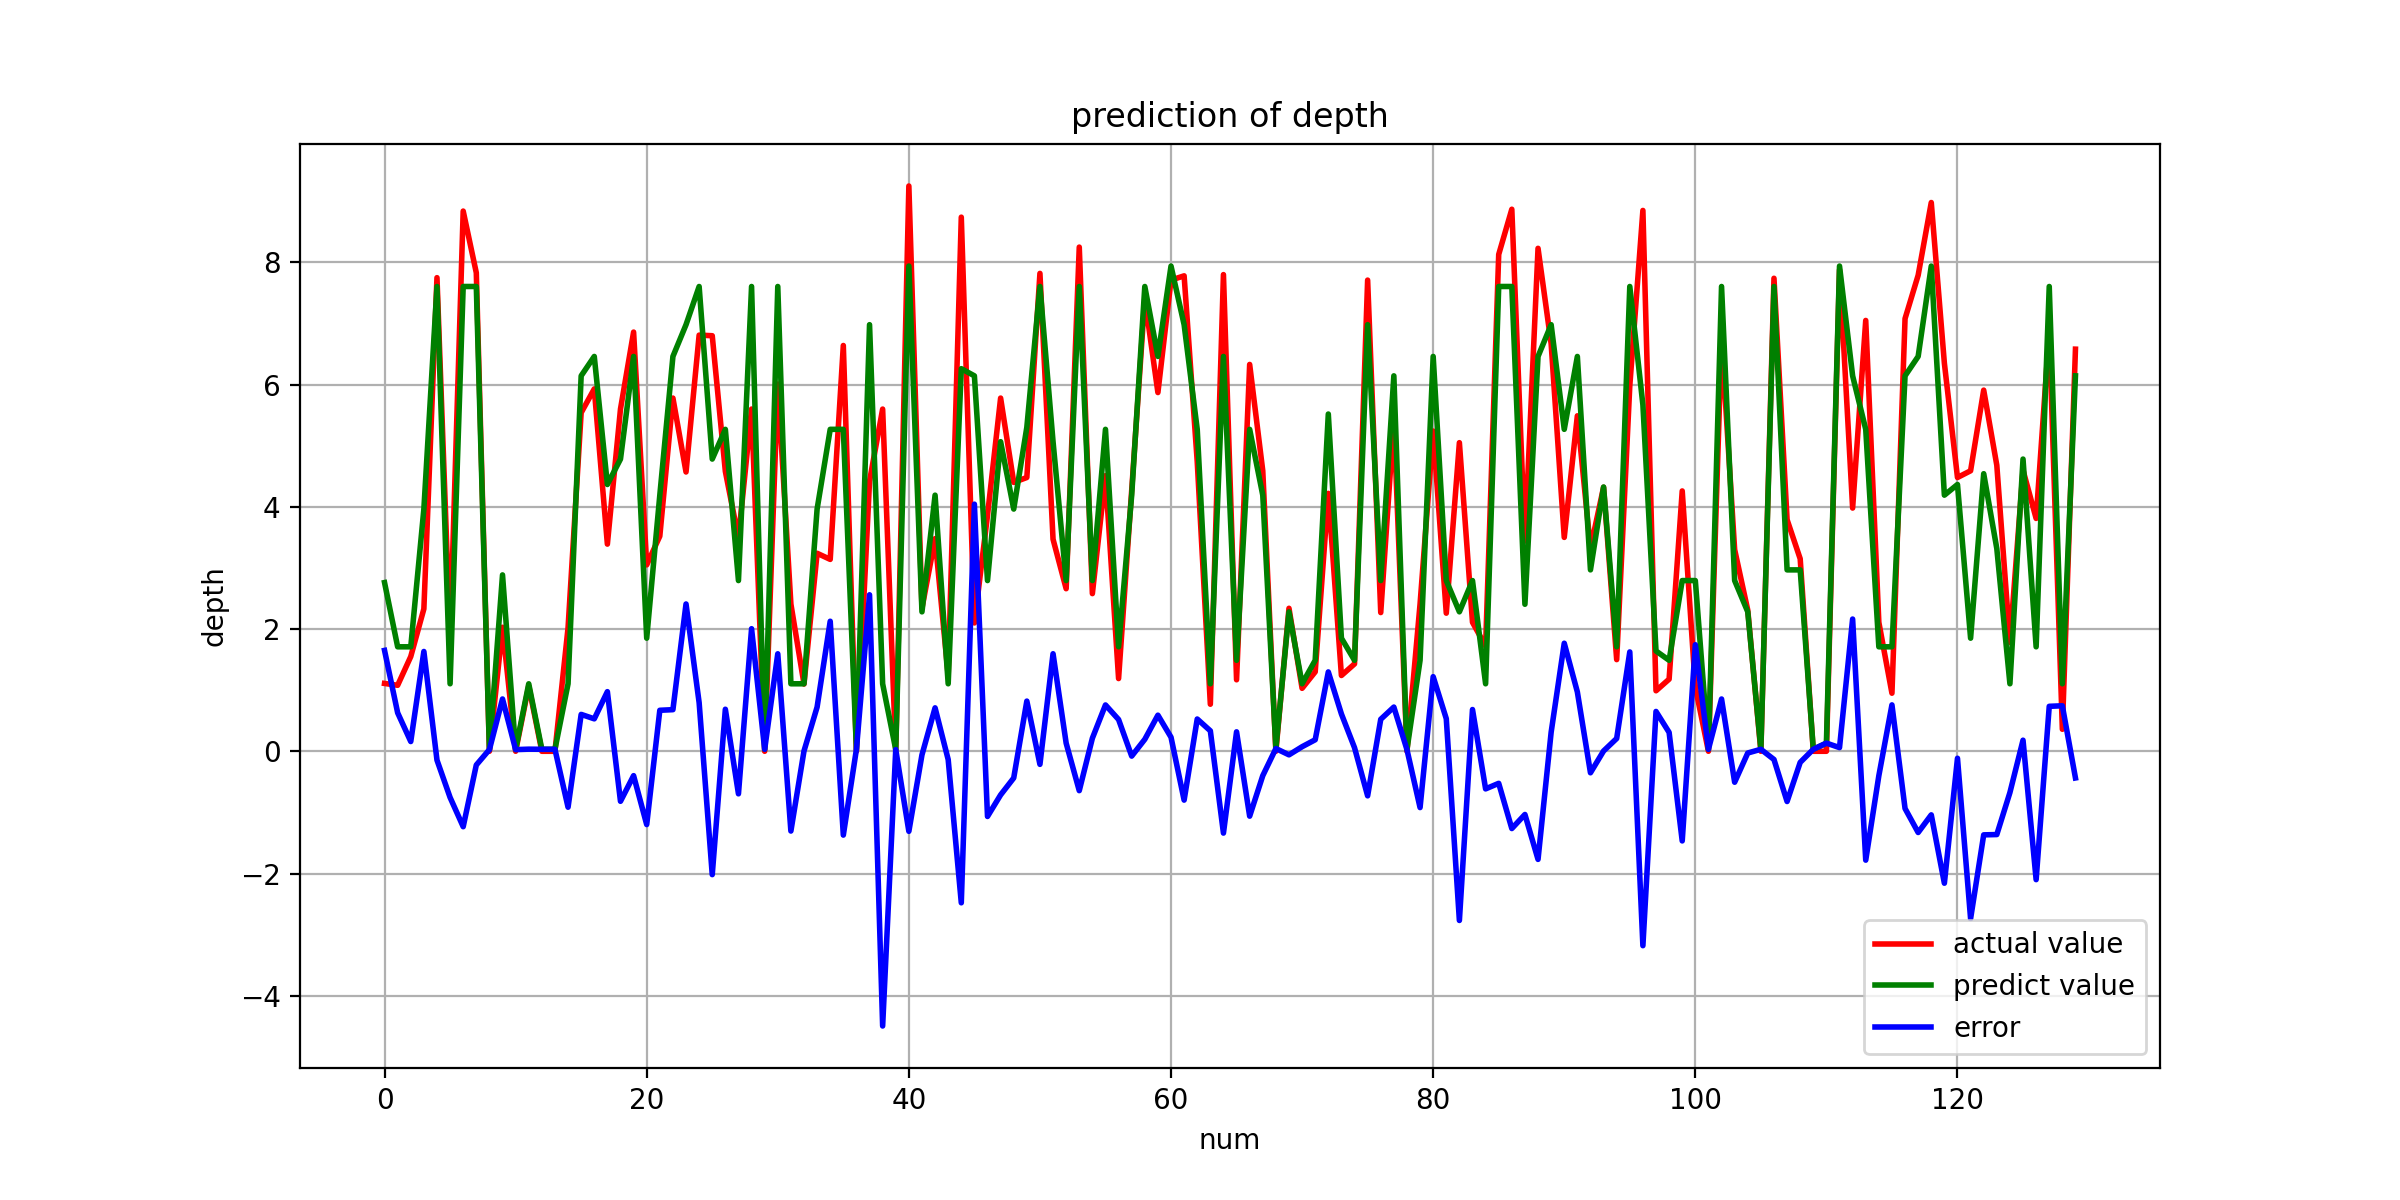 prediction of depth
8
6
4
2
0
−2
−4
depth
0 20 40 60 80 100 120
num
actual value
predict value
error